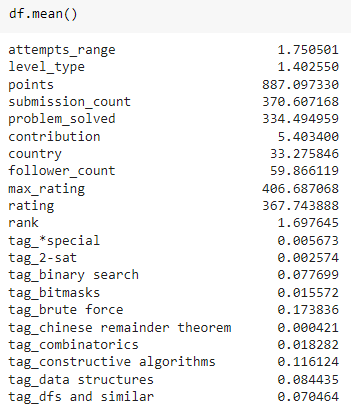 df.mean()
attempts_range 1.750501
level_type 1.402550
points 887.097330
submission_count 370.607168
problem_solved 334.494959
contribution 5.403400
country 33.275846
follower_count 59.866119
max_rating 406.687068
rating 367.743888
rank 1.697645
tag_*special 0.005673
tag_2-sat 0.002574
tag_binary search 0.077699
tag_bitmasks 0.015572
tag_brute force 0.173836
tag_chinese remainder theorem 0.000421
tag_combinatorics 0.018282
tag_constructive algorithms 0.116124
tag_data structures 0.084435
tag_dfs and similar 0.070464